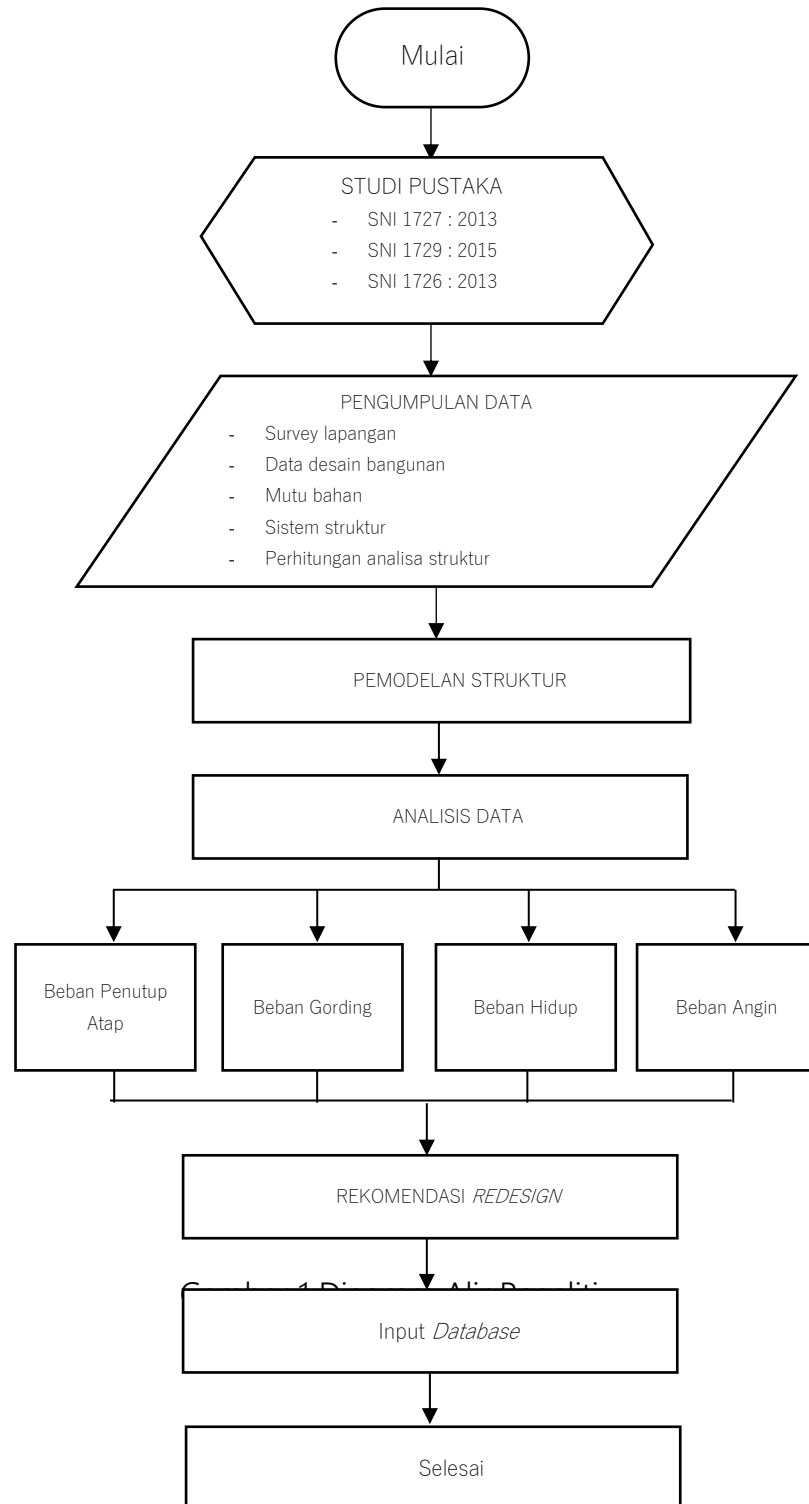 Mulai
STUDI PUSTAKA
- SNI 1727 : 2013
- SNI 1729 : 2015
- SNI 1726 : 2013
PENGUMPULAN DATA
- Survey lapangan
- Data desain bangunan
- Mutu bahan
- Sistem struktur
- Perhitungan analisa struktur
PEMODELAN STRUKTUR
ANALISIS DATA
Beban Penutup
Atap
Beban Gording
Beban Hidup
Beban Angin
REKOMENDASI REDESIGN
1
Input Database
Selesai